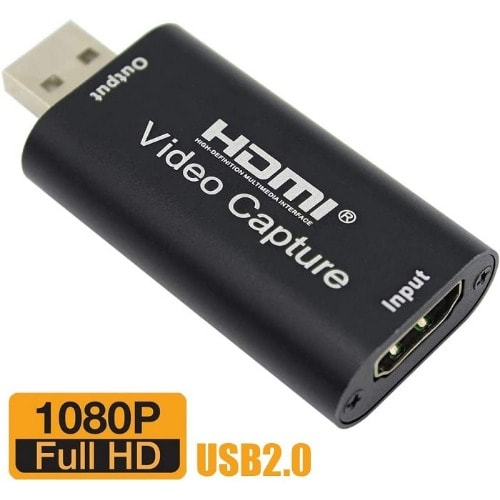 Output
HDMI®
HIGH-DEFINITION MULTIMEDIA INTERFACE
Video Capture
Input
1080P
Full HD
USB2.0